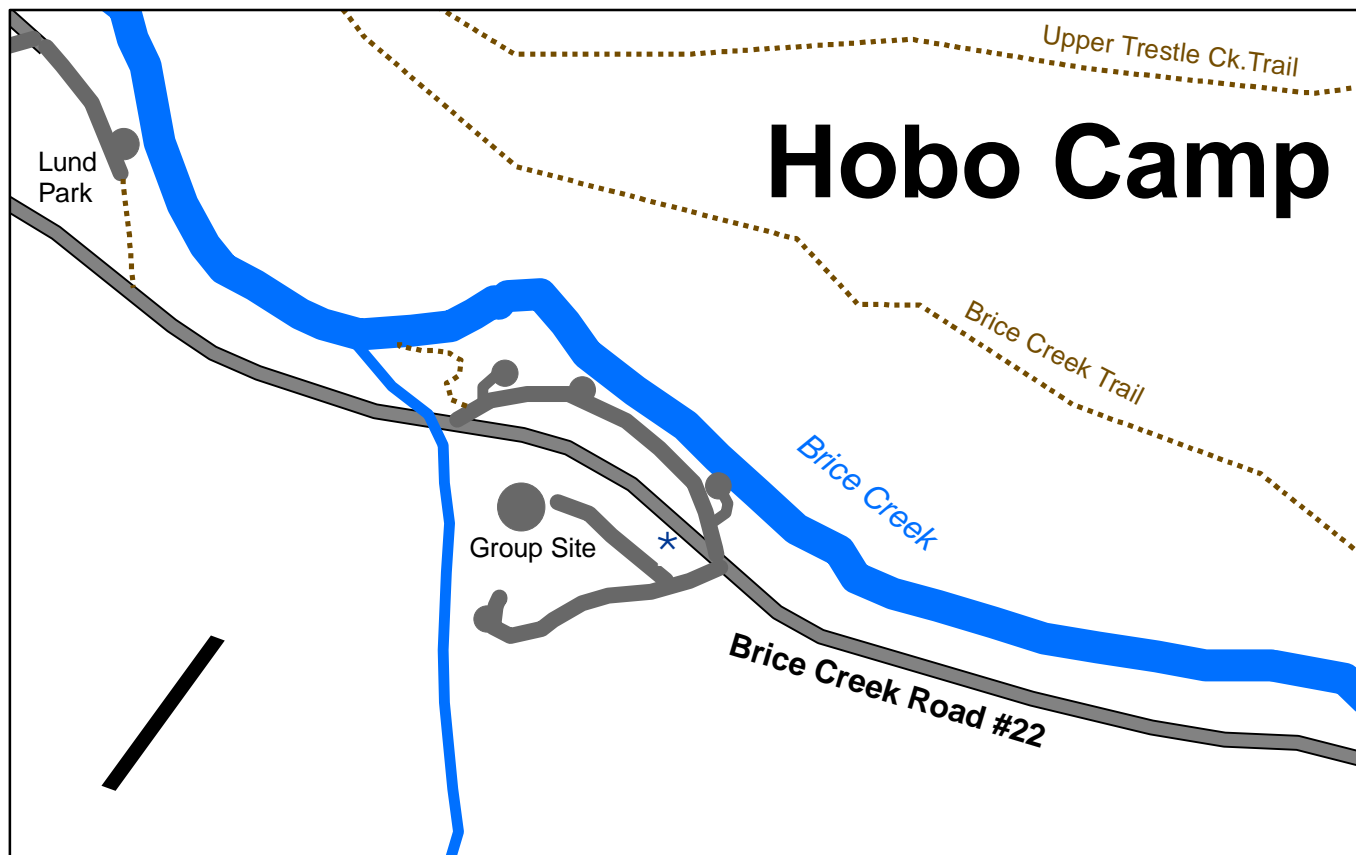 Upper Trestle Ck.Trail
Hobo Camp
Lund
Park
Brice Creek Trail
Brice Creek
Group Site
Brice Creek Road #22